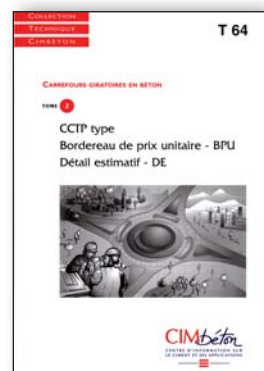 COLLECTION
TECHNIQUE
CIMBÉTON
T 64
CARREFOURS GIRATOIRES EN BÉTON
TOME 2
CCTP type
Bordereau de prix unitaire - BPU
Détail estimatif - DE
CIMbéton
CENTRE D'INFORMATION SUR
LE CIMENT ET SES APPLICATIONS